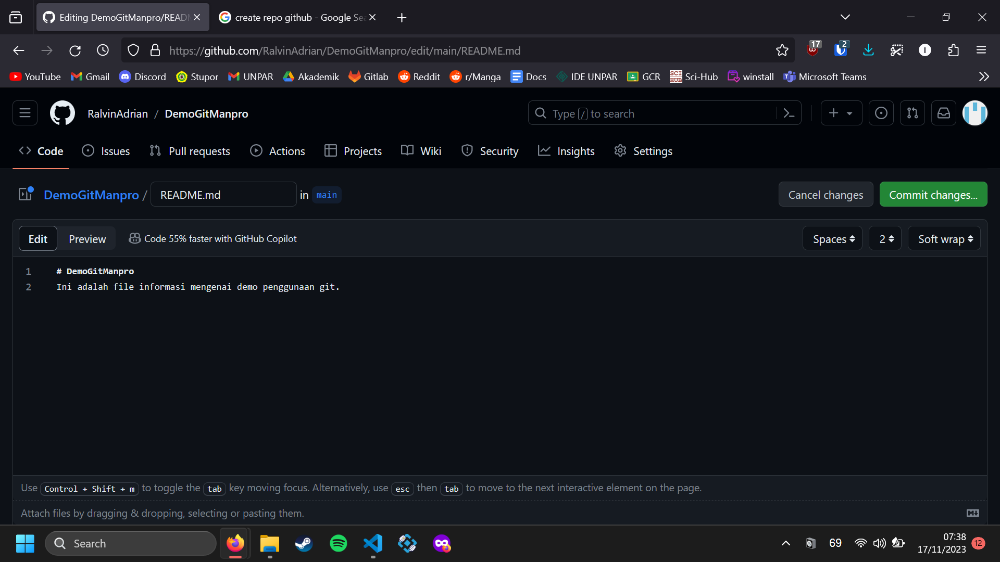 Editing DemoGitManpro/READ
create repo github - Google Sea
https://github.com/RalvinAdrian/DemoGitManpro/edit/main/README.md
17
2
YouTube
Gmail
Discord
Stupor
UNPAR
Akademik
Gitlab
Reddit
r/Manga
Docs
IDE UNPAR
GCR
SCI HUB
Sci-Hub
winstall
Microsoft Teams
RalvinAdrian / DemoGitManpro
Type / to search
Code
Issues
Pull requests
Actions
Projects
Wiki
Security
Insights
Settings
DemoGitManpro / README.md in main
Cancel changes
Commit changes...
Edit
Preview
Code 55% faster with GitHub Copilot
Spaces
2
Soft wrap
1 # DemoGitManpro
2 Ini adalah file informasi mengenai demo penggunaan git.
Use Control + Shift + m to toggle the tab key moving focus. Alternatively, use esc then tab to move to the next interactive element on the page.
Attach files by dragging & dropping, selecting or pasting them.
Search
69
07:38
17/11/2023
12